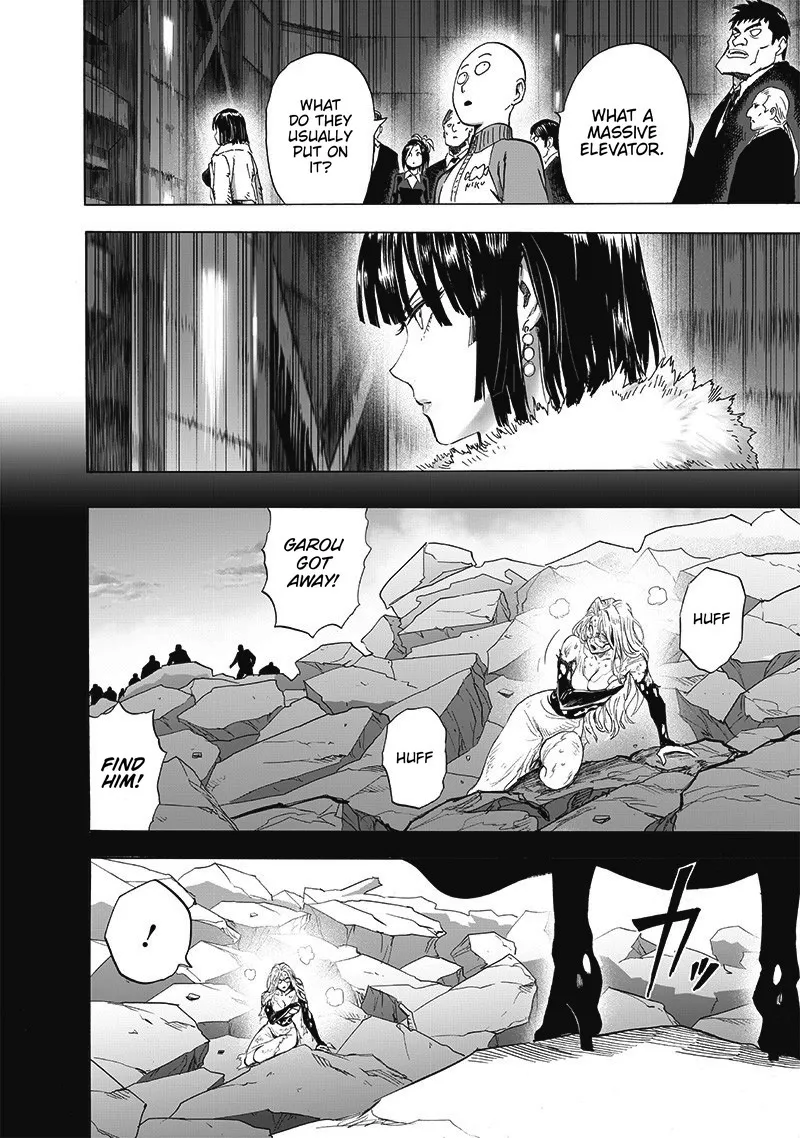 WHAT A
MASSIVE
ELEVATOR.
WHAT
DO THEY
USUALLY
PUT ON
IT?
NIKU
GAROU
GOT
AWAY!
HUFF
HUFF
FIND
HIM!
カッ
!